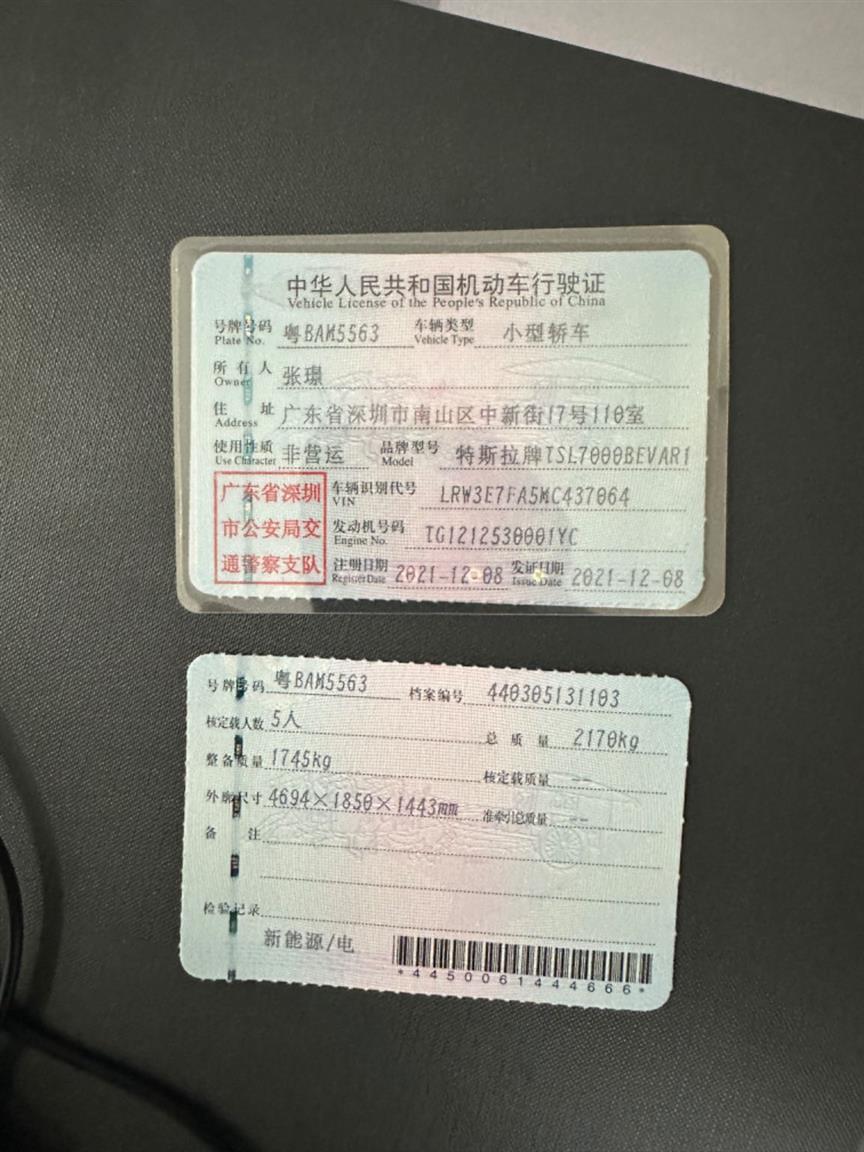 中华人民共和国机动车行驶证
Vehicle License of the People's Republic of China
号牌号码 粤BAM5563 车辆类型 小型轿车
Plate No. Vehicle Type
所有人 张璟
Owner
住址 广东省深圳市南山区中新街17号110室
Address
使用性质 非营运 品牌型号 特斯拉牌TSL7000BEVAR1
Use Character Model
广东省深圳
市公安局交
通警察支队
车辆识别代号 LRW3E7FA5MC437064
VIN
发动机号码 TG1212530001YC
Engine No.
注册日期 2021-12-08 发证日期 2021-12-08
Register Date Issue Date
号牌号码 粤BAM5563 档案编号 440305131103
核定载人数 5人 总质量 2170kg
整备质量 1745kg 核定载质量 --
外廓尺寸 4694×1850×1443mm 准牵引总质量 --
备注
检验记录
新能源/电
*4450061444666*